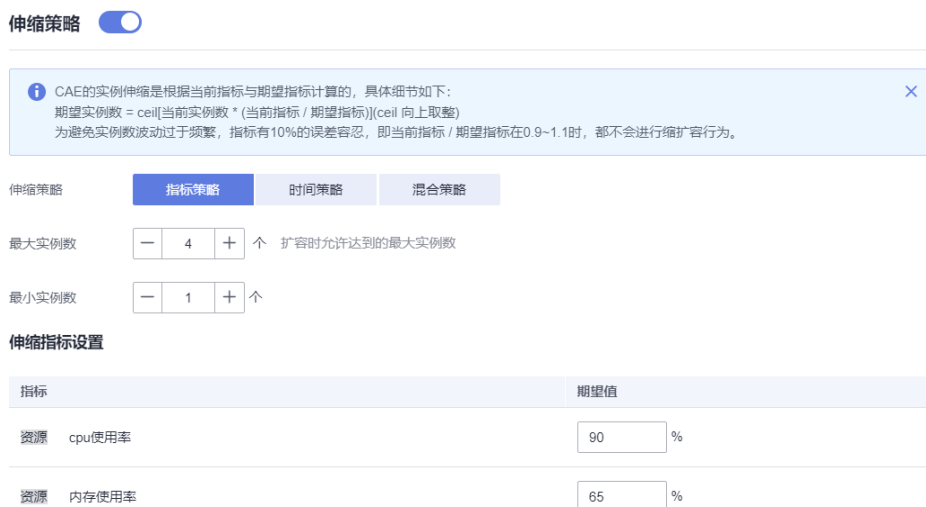 伸缩策略
CAE的实例伸缩是根据当前指标与期望指标计算的，具体细节如下：
期望实例数 = ceil[当前实例数 * (当前指标 / 期望指标)](ceil 向上取整)
为避免实例数波动过于频繁，指标有10%的误差容忍，即当前指标 / 期望指标在0.9~1.1时，都不会进行缩扩容行为。
伸缩策略 指标策略 时间策略 混合策略
最大实例数 4 个 扩容时允许达到的最大实例数
最小实例数 1 个
伸缩指标设置
指标 期望值
资源 cpu使用率 90 %
资源 内存使用率 65 %